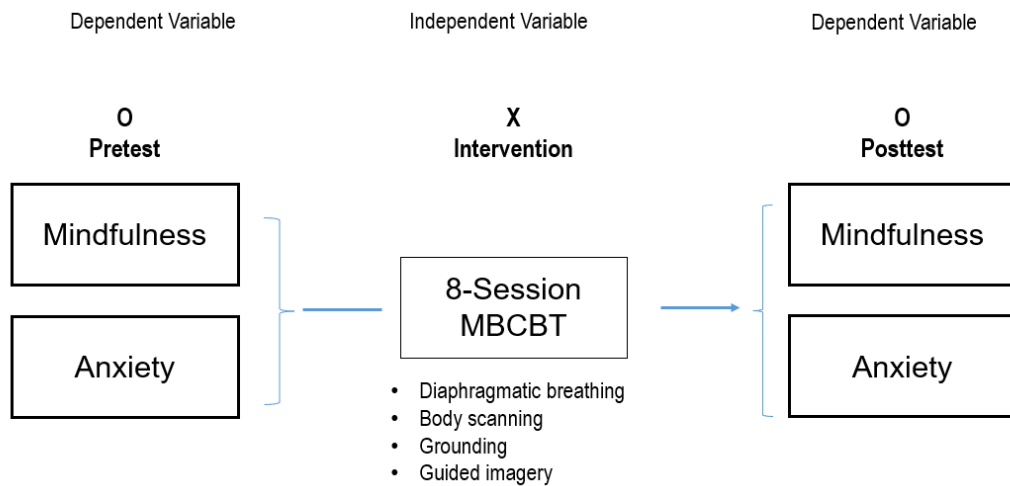 Dependent Variable
Independent Variable
Dependent Variable
O
Pretest
X
Intervention
O
Posttest
Mindfulness
Anxiety
8-Session
MBCBT
• Diaphragmatic breathing
• Body scanning
• Grounding
• Guided imagery
Mindfulness
Anxiety